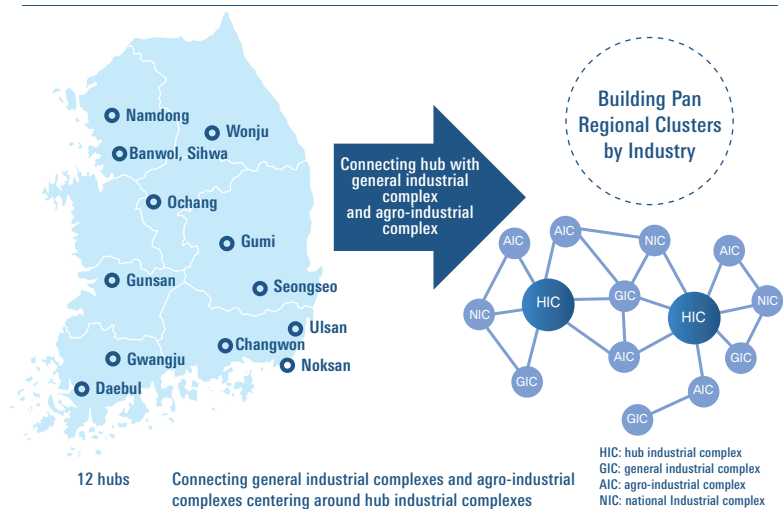 Namdong
Wonju
Banwol, Sihwa
Ochang
Gumi
Gunsan
Seongseo
Ulsan
Changwon
Gwangju
Noksan
Daebul
Connecting hub with
general industrial
complex
and agro-industrial
complex
Building Pan
Regional Clusters
by Industry
AIC
AIC
NIC
AIC
HIC
GIC
NIC
NIC
HIC
AIC
GIC
GIC
AIC
GIC
12 hubs
Connecting general industrial complexes and agro-industrial
complexes centering around hub industrial complexes
HIC: hub industrial complex
GIC: general industrial complex
AIC: agro-industrial complex
NIC: national Industrial complex